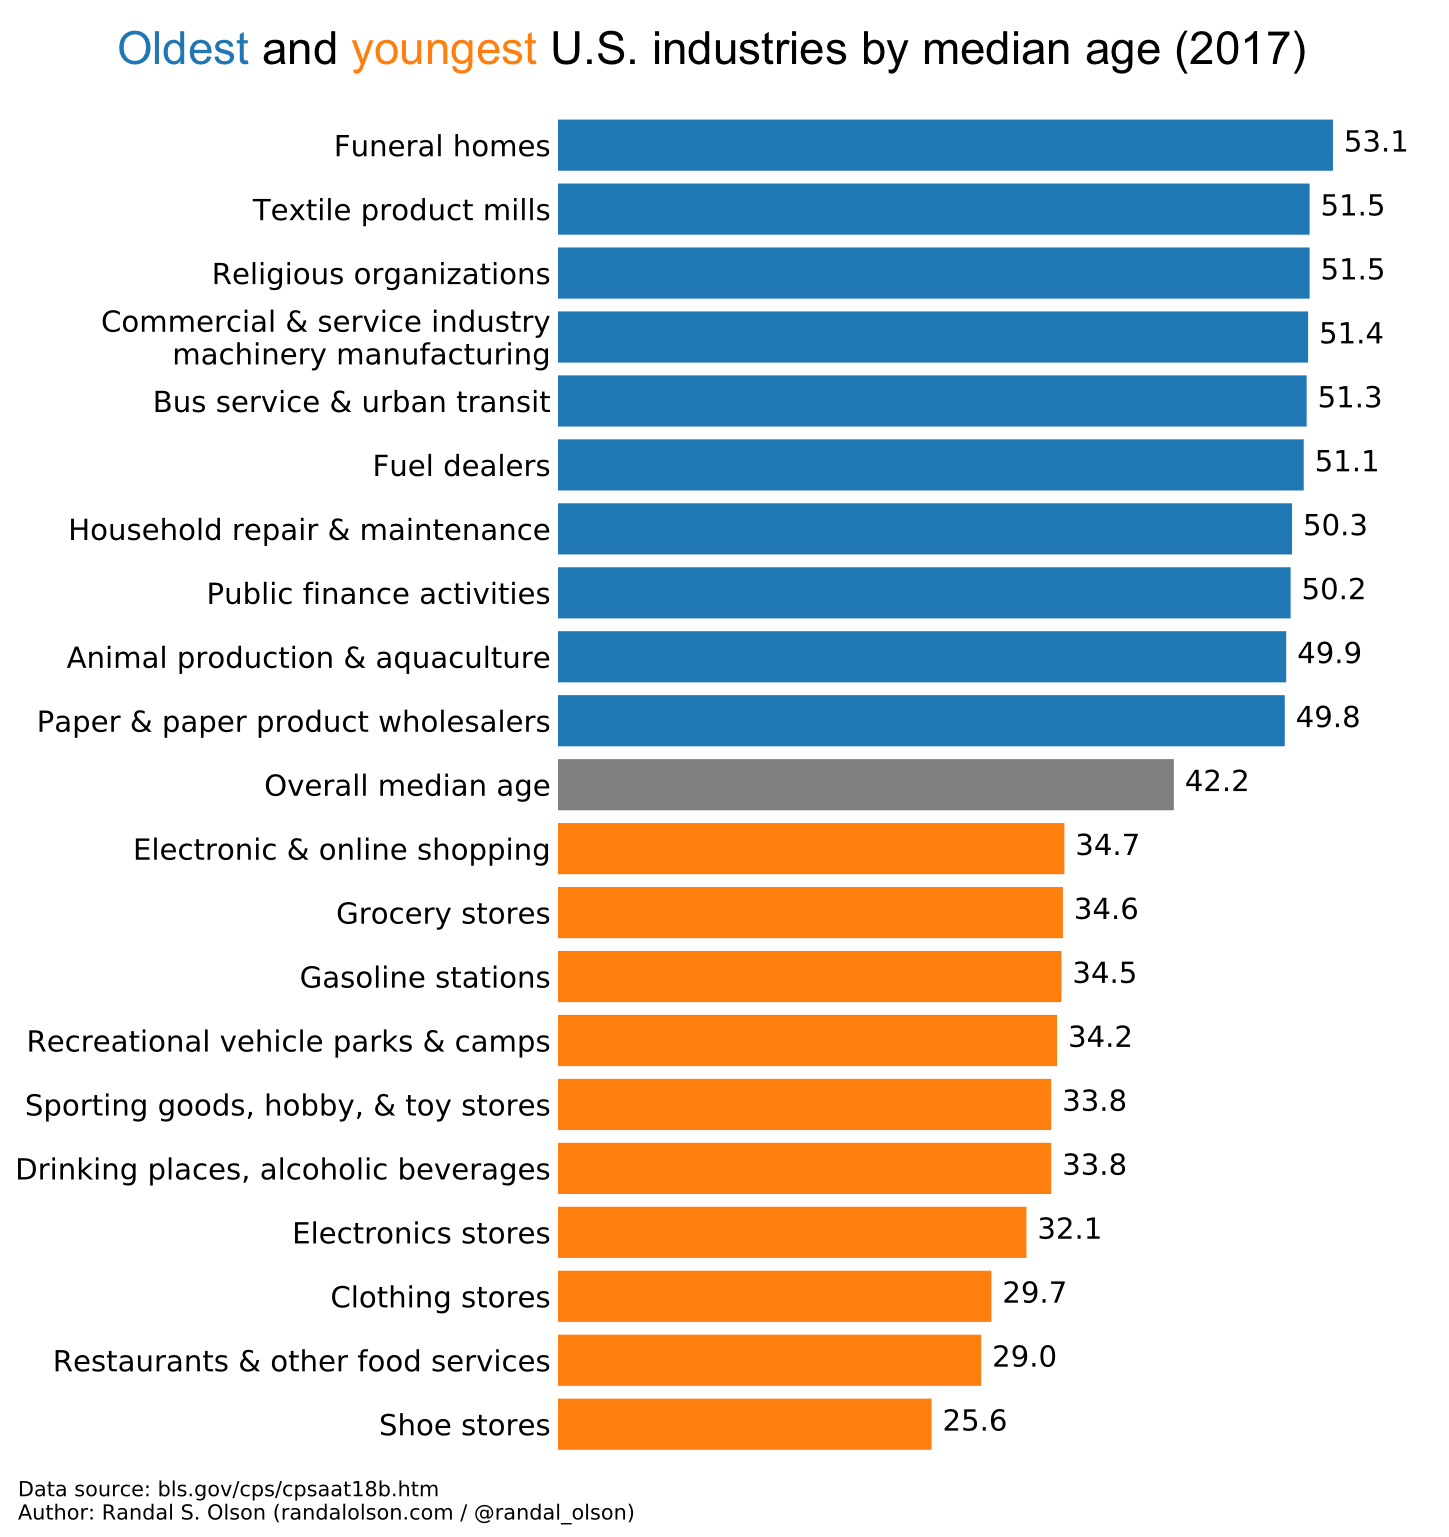 Oldest and youngest U.S. industries by median age (2017)
Funeral homes 53.1
Textile product mills 51.5
Religious organizations 51.5
Commercial & service industry
machinery manufacturing 51.4
Bus service & urban transit 51.3
Fuel dealers 51.1
Household repair & maintenance 50.3
Public finance activities 50.2
Animal production & aquaculture 49.9
Paper & paper product wholesalers 49.8
Overall median age 42.2
Electronic & online shopping 34.7
Grocery stores 34.6
Gasoline stations 34.5
Recreational vehicle parks & camps 34.2
Sporting goods, hobby, & toy stores 33.8
Drinking places, alcoholic beverages 33.8
Electronics stores 32.1
Clothing stores 29.7
Restaurants & other food services 29.0
Shoe stores 25.6
Data source: bls.gov/cps/cpsaat18b.htm
Author: Randal S. Olson (randalolson.com / @randal_olson)